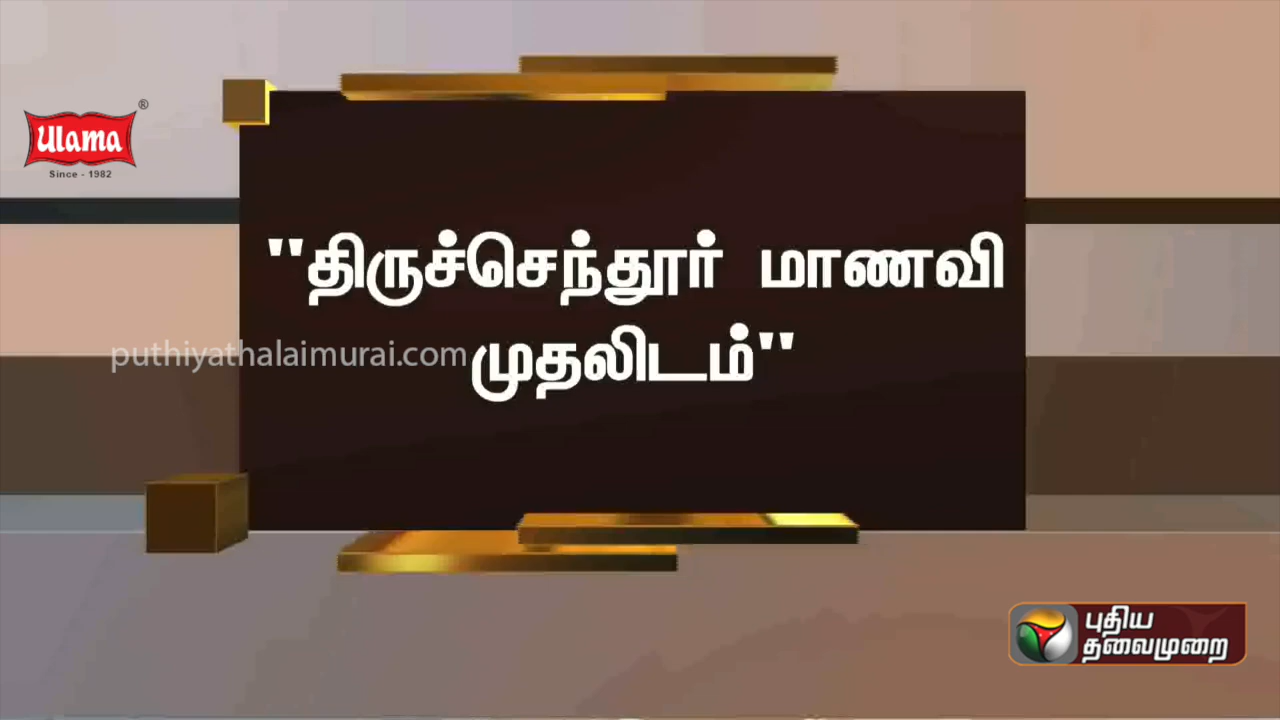 Ulama®
Since - 1982
"திருச்செந்தூர் மாணவி
puthiyathalaimurai.com முதலிடம்"
புதிய
தலைமுறை